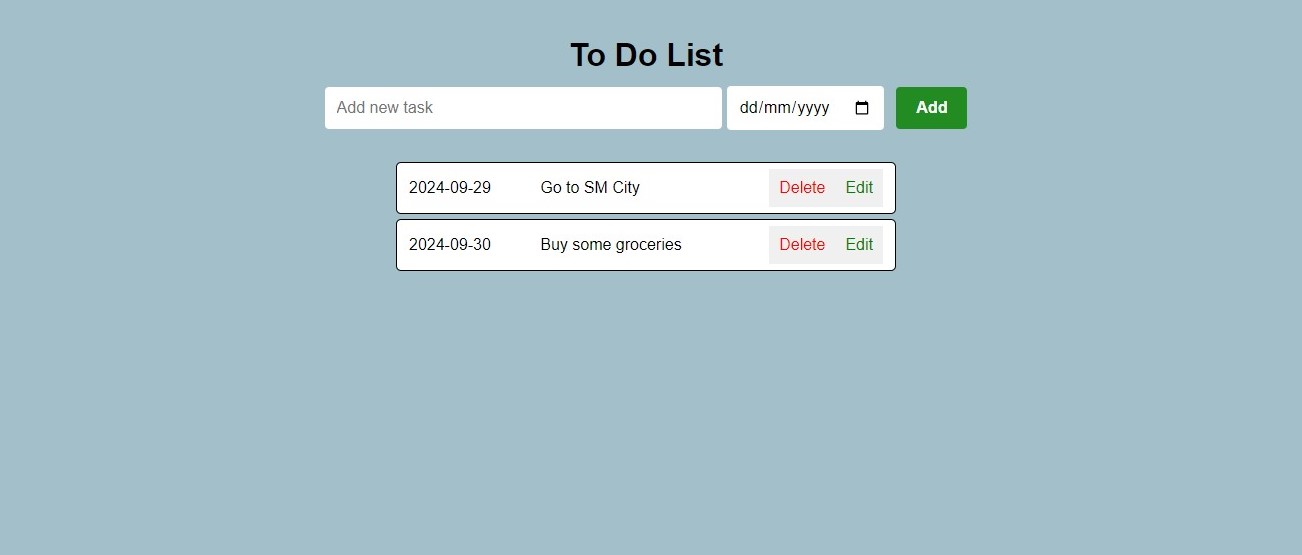 To Do List
Add new task dd/mm/yyyy Add
2024-09-29 Go to SM City Delete Edit
2024-09-30 Buy some groceries Delete Edit